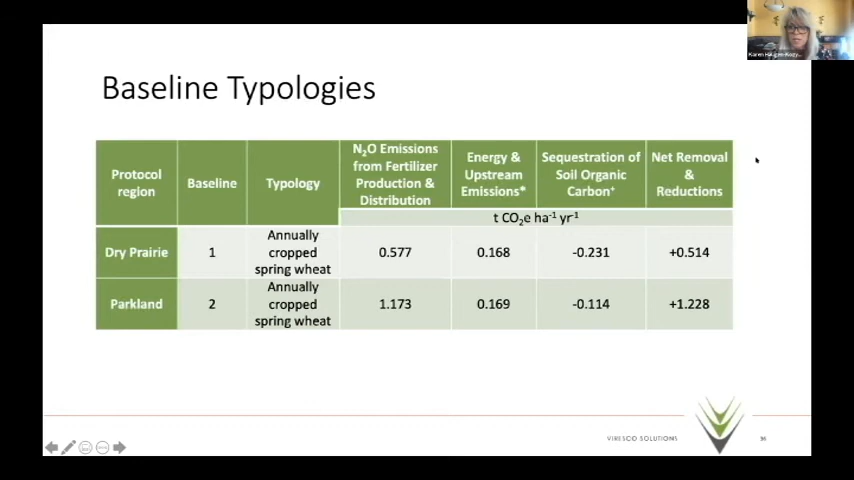 Baseline Typologies
Protocol region
Baseline
Typology
N2O Emissions from Fertilizer Production & Distribution
Energy & Upstream Emissions*
Sequestration of Soil Organic Carbon+
Net Removal & Reductions
t CO2e ha-1 yr-1
Dry Prairie
1
Annually cropped spring wheat
0.577
0.168
-0.231
+0.514
Parkland
2
Annually cropped spring wheat
1.173
0.169
-0.114
+1.228
VIRESCO SOLUTIONS
36